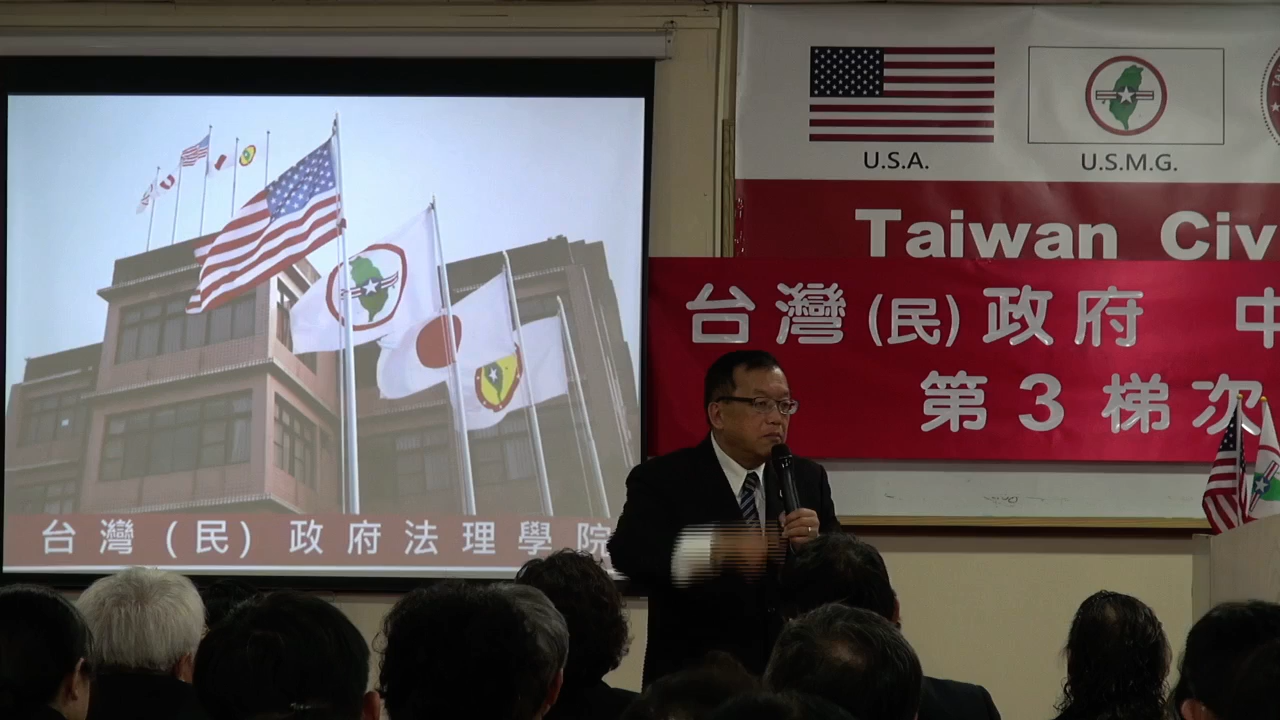 U.S.A.
U.S.M.G.
Taiwan Civ
台灣(民)政府 中
第3梯次
台灣(民)政府法理學院